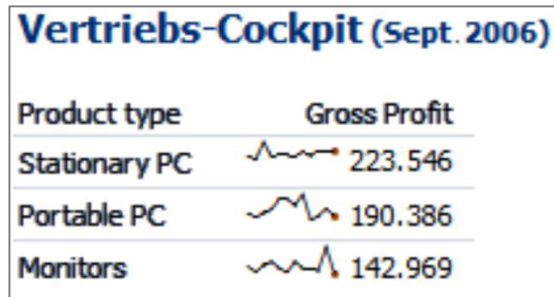 Vertriebs-Cockpit (Sept. 2006)
Product type Gross Profit
Stationary PC 223.546
Portable PC 190.386
Monitors 142.969